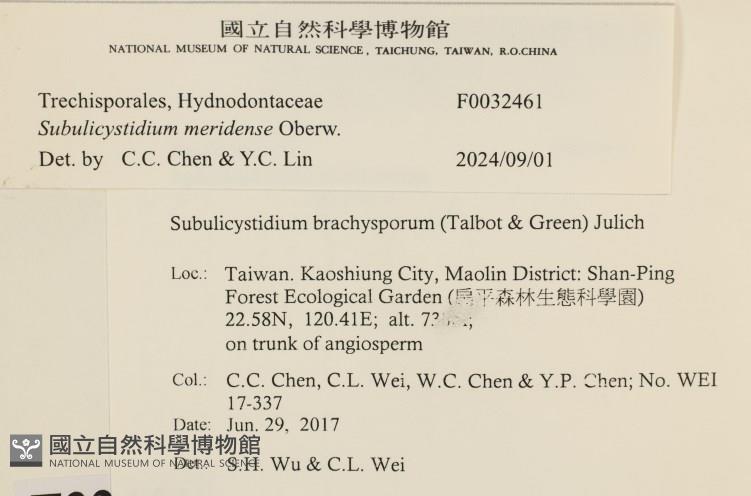 國立自然科學博物館
NATIONAL MUSEUM OF NATURAL SCIENCE, TAICHUNG, TAIWAN, R.O.CHINA
Trechisporales, Hydnodontaceae F0032461
Subulicystidium meridense Oberw.
Det. by C.C. Chen & Y.C. Lin 2024/09/01
Subulicystidium brachysporum (Talbot & Green) Julich
Loc.: Taiwan. Kaoshiung City, Maolin District: Shan-Ping
Forest Ecological Garden (扇平森林生態科學園)
22.58N, 120.41E; alt.
on trunk of angiosperm
Col.: C.C. Chen, C.L. Wei, W.C. Chen & Y.P. Chen; No. WEI
17-337
Date: Jun. 29, 2017
國立自然科學博物館
NATIONAL MUSEUM OF NATURAL SCIENCE
Det.: S.H. Wu & C.L. Wei